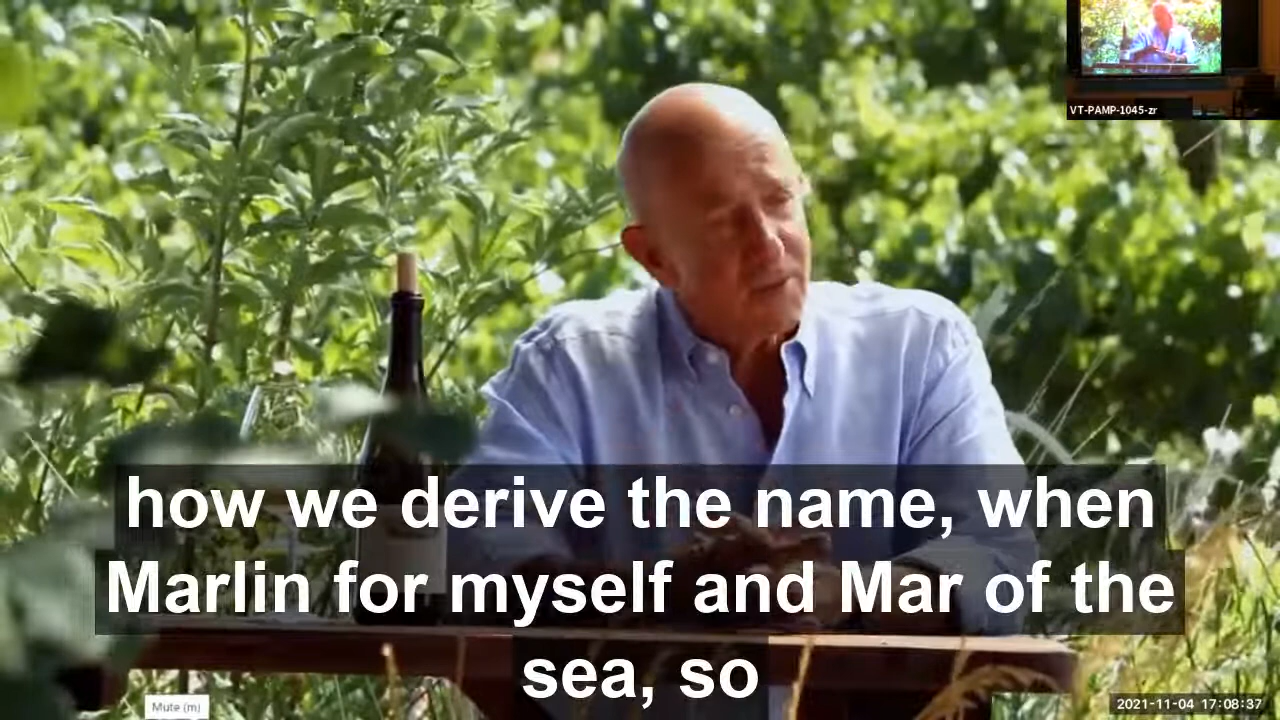 VT-PAMP-1045-zr
how we derive the name, when
Marlin for myself and Mar of the
sea, so
Mute (m)
2021-11-04 17:08:37